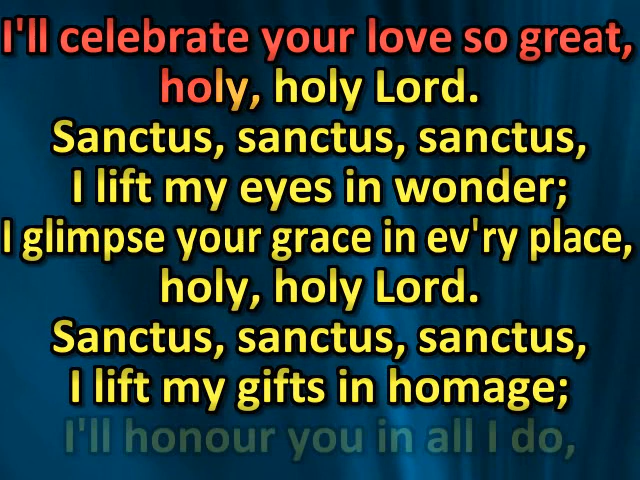 I'll celebrate your love so great,
holy, holy Lord.
Sanctus, sanctus, sanctus,
I lift my eyes in wonder;
I glimpse your grace in ev'ry place,
holy, holy Lord.
Sanctus, sanctus, sanctus,
I lift my gifts in homage;
I'll honour you in all I do,